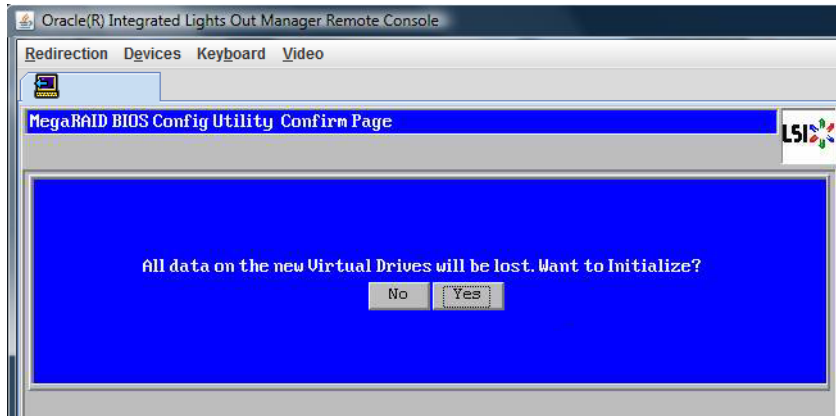 Oracle(R) Integrated Lights Out Manager Remote Console
Redirection Devices Keyboard Video
MegaRAID BIOS Config Utility Confirm Page
LSI
All data on the new Virtual Drives will be lost. Want to Initialize?
No Yes